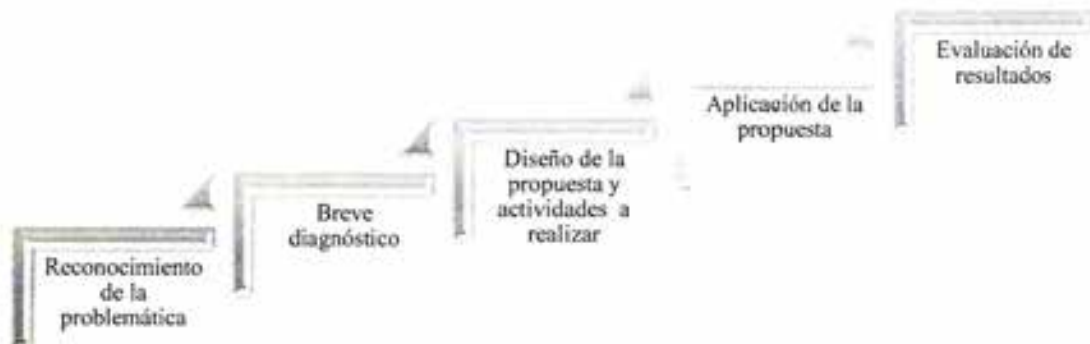 Reconocimiento
de la
problemática
Breve
diagnóstico
Diseño de la
propuesta y
actividades a
realizar
Aplicación de la
propuesta
Evaluación de
resultados